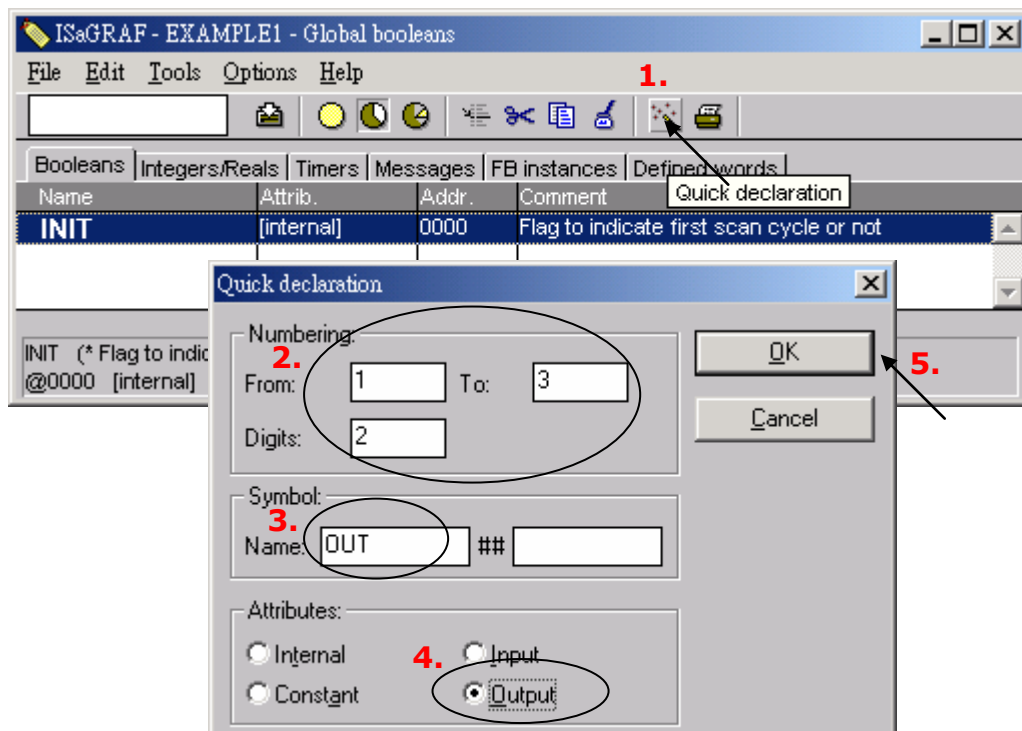 ISaGRAF - EXAMPLE1 - Global booleans
File Edit Tools Options Help
1.
Booleans Integers/Reals Timers Messages FB instances Defined words
Quick declaration
Name Attrib. Addr. Comment
INIT [internal] 0000 Flag to indicate first scan cycle or not
Quick declaration
INIT (* Flag to indic
@0000 [internal]
Numbering:
2.
From: 1 To: 3
Digits: 2
OK
5.
Cancel
Symbol:
3.
Name: OUT ##
Attributes:
Internal
4.
Input
Constant
Output